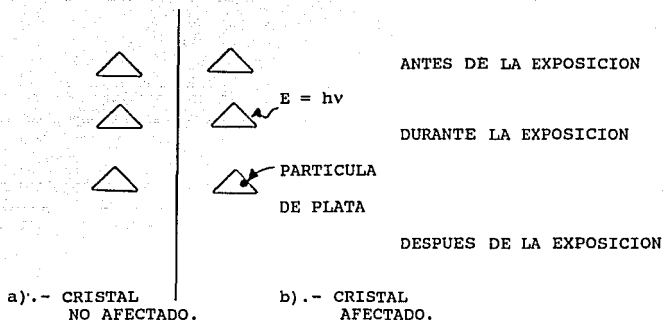 ANTES DE LA EXPOSICION
E = hν
DURANTE LA EXPOSICION
PARTICULA
DE PLATA
DESPUES DE LA EXPOSICION
a).- CRISTAL
NO AFECTADO.
b).- CRISTAL
AFECTADO.